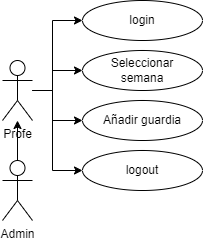 login
Seleccionar
semana
Profe
Añadir guardia
logout
Admin